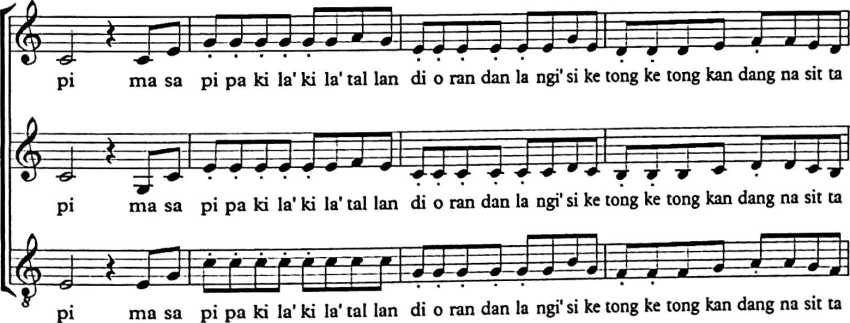 pi ma sa pi pa ki la' ki la' tal lan di o ran dan la ngi' si ke tong ke tong kan dang na sit ta
pi ma sa pi pa ki la' ki la' tal lan di o ran dan la ngi' si ke tong ke tong kan dang na sit ta
8
pi ma sa pi pa ki la' ki la' tal lan di o ran dan la ngi' si ke tong ke tong kan dang na sit ta